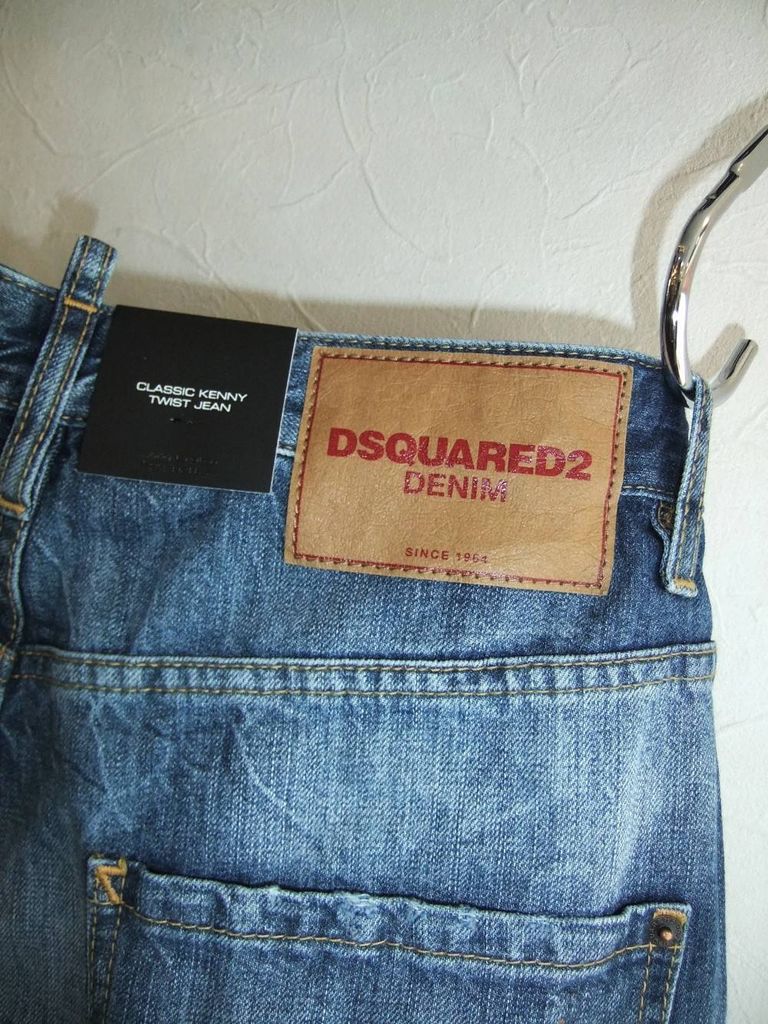 CLASSIC KENNY
TWIST JEAN
DSQUARED2
DENIM
SINCE 1964